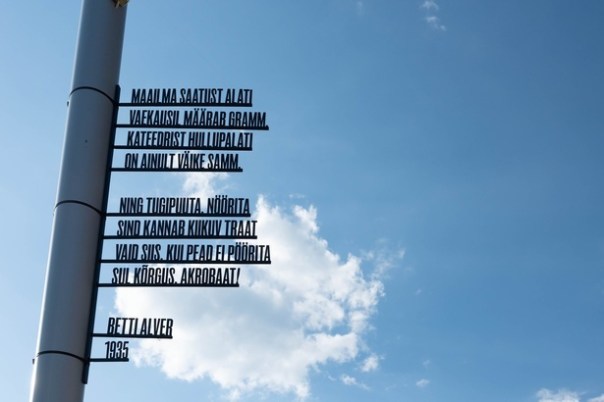 MAAILMA SAATUST ALATI
VAEKAUSIL MÄÄRAB GRAMM.
KATEEDRIST HULLUPALATI
ON AINULT VÄIKE SAMM.
NING TUGIPUUTA, NÖÖRITA
SIND KANNAB KIIKUV TRAAT
VAID SIIS, KUI PEAD EI PÖÖRITA
SUL KÕRGUS, AKROBAAT!
BETTI ALVER
1935